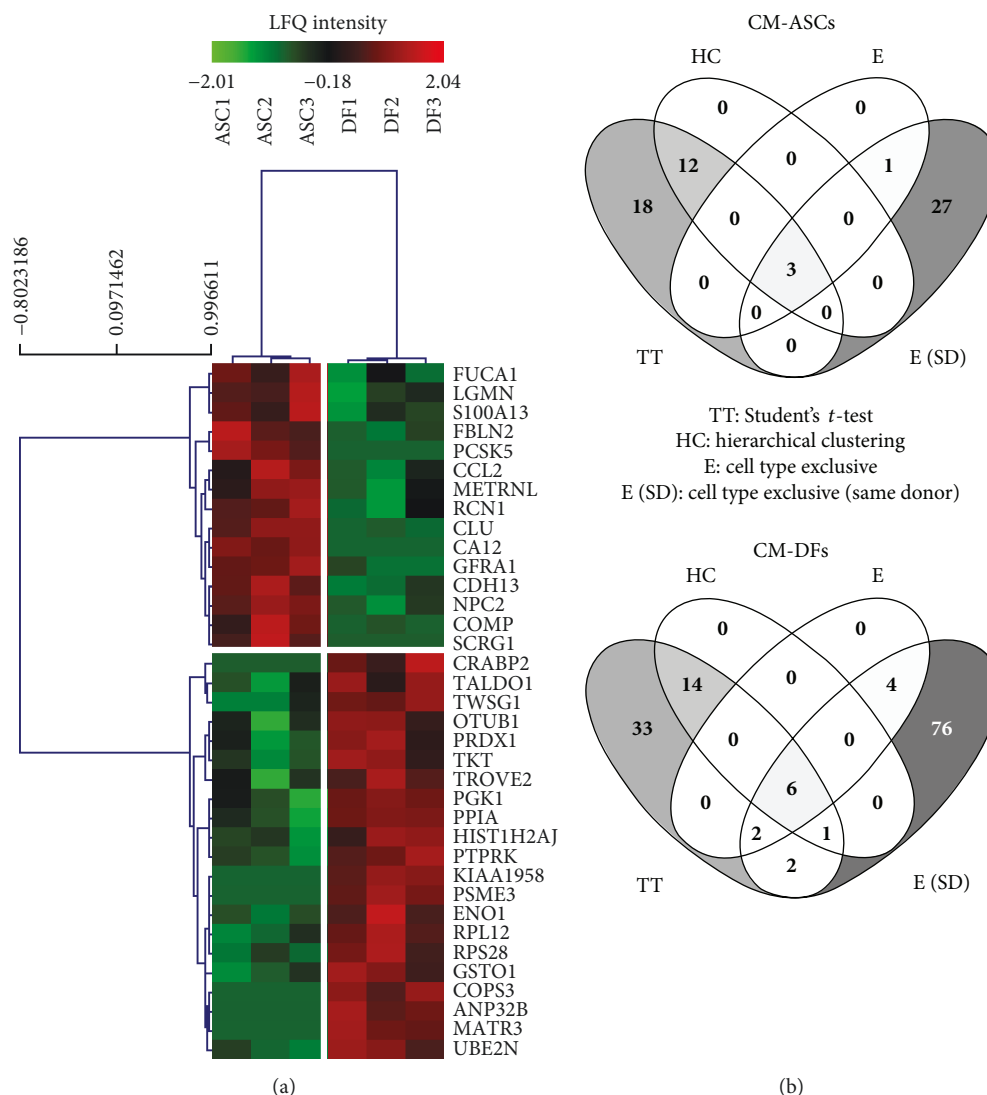 LFQ intensity
−2.01
−0.18
2.04
ASC1
ASC2
ASC3
DF1
DF2
DF3
−0.8023186
0.0971462
0.996611
FUCA1
LGMN
S100A13
FBLN2
PCSK5
CCL2
METRNL
RCN1
CLU
CA12
GFRA1
CDH13
NPC2
COMP
SCRG1
CRABP2
TALDO1
TWSG1
OTUB1
PRDX1
TKT
TROVE2
PGK1
PPIA
HIST1H2AJ
PTPRK
KIAA1958
PSME3
ENO1
RPL12
RPS28
GSTO1
COPS3
ANP32B
MATR3
UBE2N
(a)
CM-ASCs
HC
E
0
0
12
0
1
18
0
0
27
0
3
0
0
0
0
TT
E (SD)
TT: Student's t-test
HC: hierarchical clustering
E: cell type exclusive
E (SD): cell type exclusive (same donor)
CM-DFs
HC
E
0
0
14
0
4
33
0
0
76
0
6
0
2
1
2
TT
E (SD)
(b)